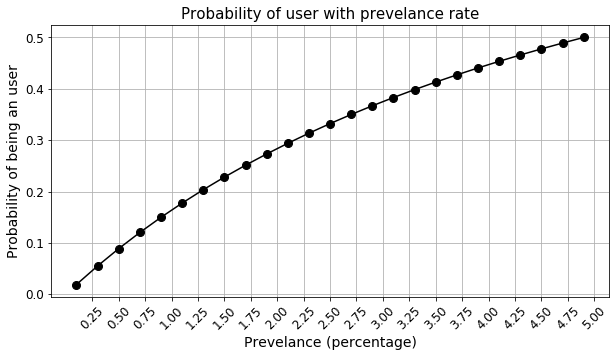 Probability of user with prevelance rate
Probability of being an user
0.5
0.4
0.3
0.2
0.1
0.0
0.25 0.50 0.75 1.00 1.25 1.50 1.75 2.00 2.25 2.50 2.75 3.00 3.25 3.50 3.75 4.00 4.25 4.50 4.75 5.00
Prevelance (percentage)